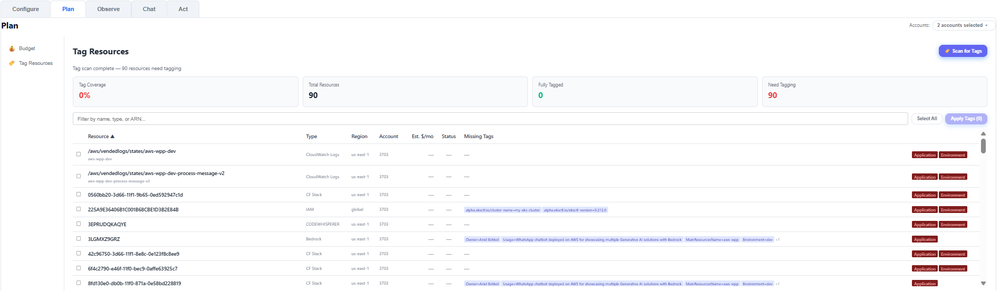 Configure Plan Observe Chat Act
Plan
Accounts: 2 accounts selected
Budget
Tag Resources
Tag Resources
Scan for Tags
Tag scan complete — 90 resources need tagging
Tag Coverage Total Resources Fully Tagged Need Tagging
0% 90 0 90
Filter by name, type, or ARN...
Select All Apply Tags (0)
Resource ▲ Type Region Account Est. $/mo Status Missing Tags
/aws/vendedlogs/states/aws-wpp-dev CloudWatch Logs us-east-1 3703 — — — Application Environment
aws-wpp-dev
/aws/vendedlogs/states/aws-wpp-dev-process-message-v2 CloudWatch Logs us-east-1 3703 — — — Application Environment
aws-wpp-dev-process-message-v2
0560bb20-3d66-11f1-9b65-0ed592947c1d CF Stack us-east-1 3703 — — — Application Environment
225A9E36406B1C001B68CBE1D3B2E84B IAM global 3703 — — alpha.eksctl.io/cluster-name=my-eks-cluster alpha.eksctl.io/eksctl-version=0.212.0 Application Environment
3EPRUDQKAQYE CODEWHISPERER us-east-1 3703 — — — Application Environment
3LGMXZ9GRZ Bedrock us-east-1 3703 — — Owner=Ariel Eshkol Usage=WhatsApp chatbot deployed on AWS for showcasing multiple Generative AI solutions with Bedrock MainResourcesName=aws-wpp Environment=dev +1 Application
42c96750-3d66-11f1-8e8c-0e123f8c8ee9 CF Stack us-east-1 3703 — — — Application Environment
6f4c2790-e46f-11f0-bec9-0affe63925c7 CF Stack us-east-1 3703 — — — Application Environment
8fd130e0-db0b-11f0-871a-0e58bd228819 CF Stack us-east-1 3703 — — Owner=Ariel Eshkol Usage=WhatsApp chatbot deployed on AWS for showcasing multiple Generative AI solutions with Bedrock MainResourcesName=aws-wpp Environment=dev +1 Application